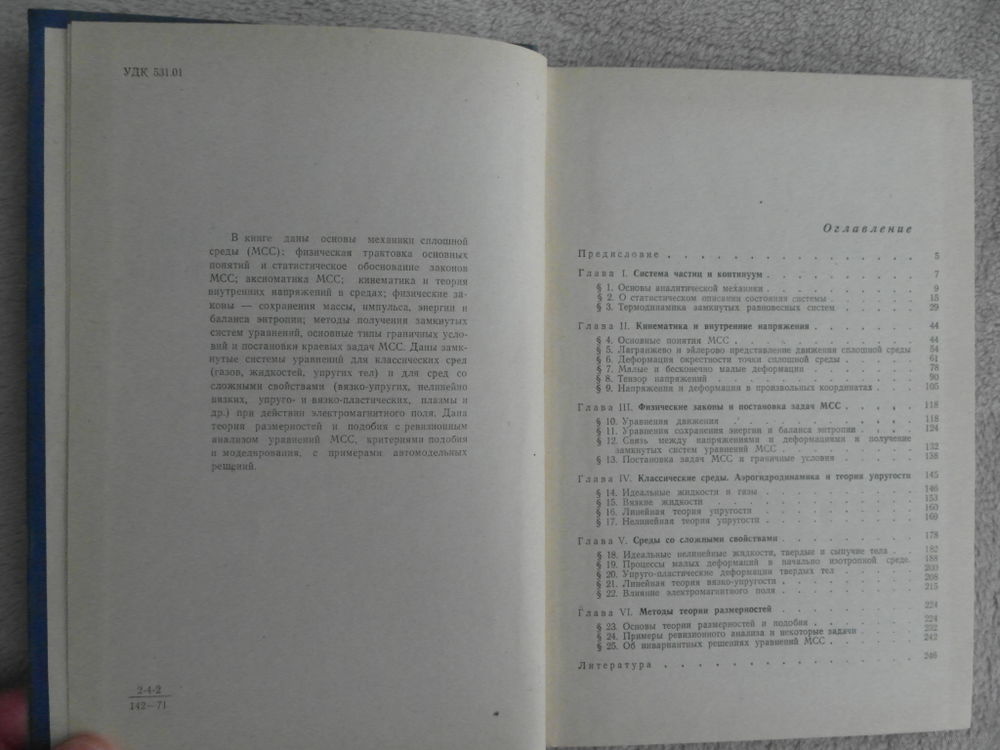 УДК 531.01
В книге даны основы механики сплошной
среды (МСС): физическая трактовка основных
понятий и статистическое обоснование законов
МСС; аксиоматика МСС; кинематика и теория
внутренних напряжений в средах; физические за-
коны — сохранения массы, импульса, энергии и
баланса энтропии; методы получения замкнутых
систем уравнений, основные типы граничных усло-
вий и постановки краевых задач МСС. Даны замк-
нутые системы уравнений для классических сред
(газов, жидкостей, упругих тел) и для сред со
сложными свойствами (вязко-упругих, нелинейно
вязких, упруго- и вязко-пластических, плазмы и
др.) при действии электромагнитного поля. Дана
теория размерностей и подобия с ревизионным
анализом уравнений МСС, критериями подобия
и моделирования, с примерами автомодельных
решений.
2-4-2
142—71
Оглавление
Предисловие . . . . . . . . . . . . 5
Глава I. Система частиц и континуум . . . . . . . . . 7
§ 1. Основы аналитической механики . . . . . . . . . 9
§ 2. О статистическом описании состояния системы . . . . . . 15
§ 3. Термодинамика замкнутых равновесных систем . . . . . . 29
Глава II. Кинематика и внутренние напряжения . . . . . . . 44
§ 4. Основные понятия МСС . . . . . . . . . . 44
§ 5. Лагранжево и эйлерово представление движения сплошной среды 54
§ 6. Деформация окрестности точки сплошной среды . . . . . 61
§ 7. Малые и бесконечно малые деформации . . . . . . . 78
§ 8. Тензор напряжений . . . . . . . . . . . 90
§ 9. Напряжения и деформации в произвольных координатах . . . . 105
Глава III. Физические законы и постановка задач МСС . . . . . 118
§ 10. Уравнения движения . . . . . . . . . . . 118
§ 11. Уравнения сохранения энергии и баланса энтропии . . . . . 124
§ 12. Связь между напряжениями и деформациями и получение
замкнутых систем уравнений МСС . . . . . . . . . 132
§ 13. Постановка задач МСС и граничные условия . . . . . . 138
Глава IV. Классические среды. Аэрогидродинамика и теория упругости 145
§ 14. Идеальные жидкости и газы . . . . . . . . . 146
§ 15. Вязкие жидкости . . . . . . . . . . . 153
§ 16. Линейная теория упругости . . . . . . . . . 160
§ 17. Нелинейная теория упругости . . . . . . . . . 169
Глава V. Среды со сложными свойствами . . . . . . . . 178
§ 18. Идеальные нелинейные жидкости, твердые и сыпучие тела . . . 182
§ 19. Процессы малых деформаций в начально изотропной среде . 188
§ 20. Упруго-пластические деформации твердых тел . . . . . . 200
§ 21. Линейная теория вязко-упругости . . . . . . . . 208
§ 22. Влияние электромагнитного поля . . . . . . . . 215
Глава VI. Методы теории размерностей . . . . . . . . 224
§ 23. Основы теории размерностей и подобия . . . . . . . 224
§ 24. Примеры ревизионного анализа и некоторые задачи . . . . 232
§ 25. Об инвариантных решениях уравнений МСС . . . . . . 242
Литература . . . . . . . . . . . . . 246